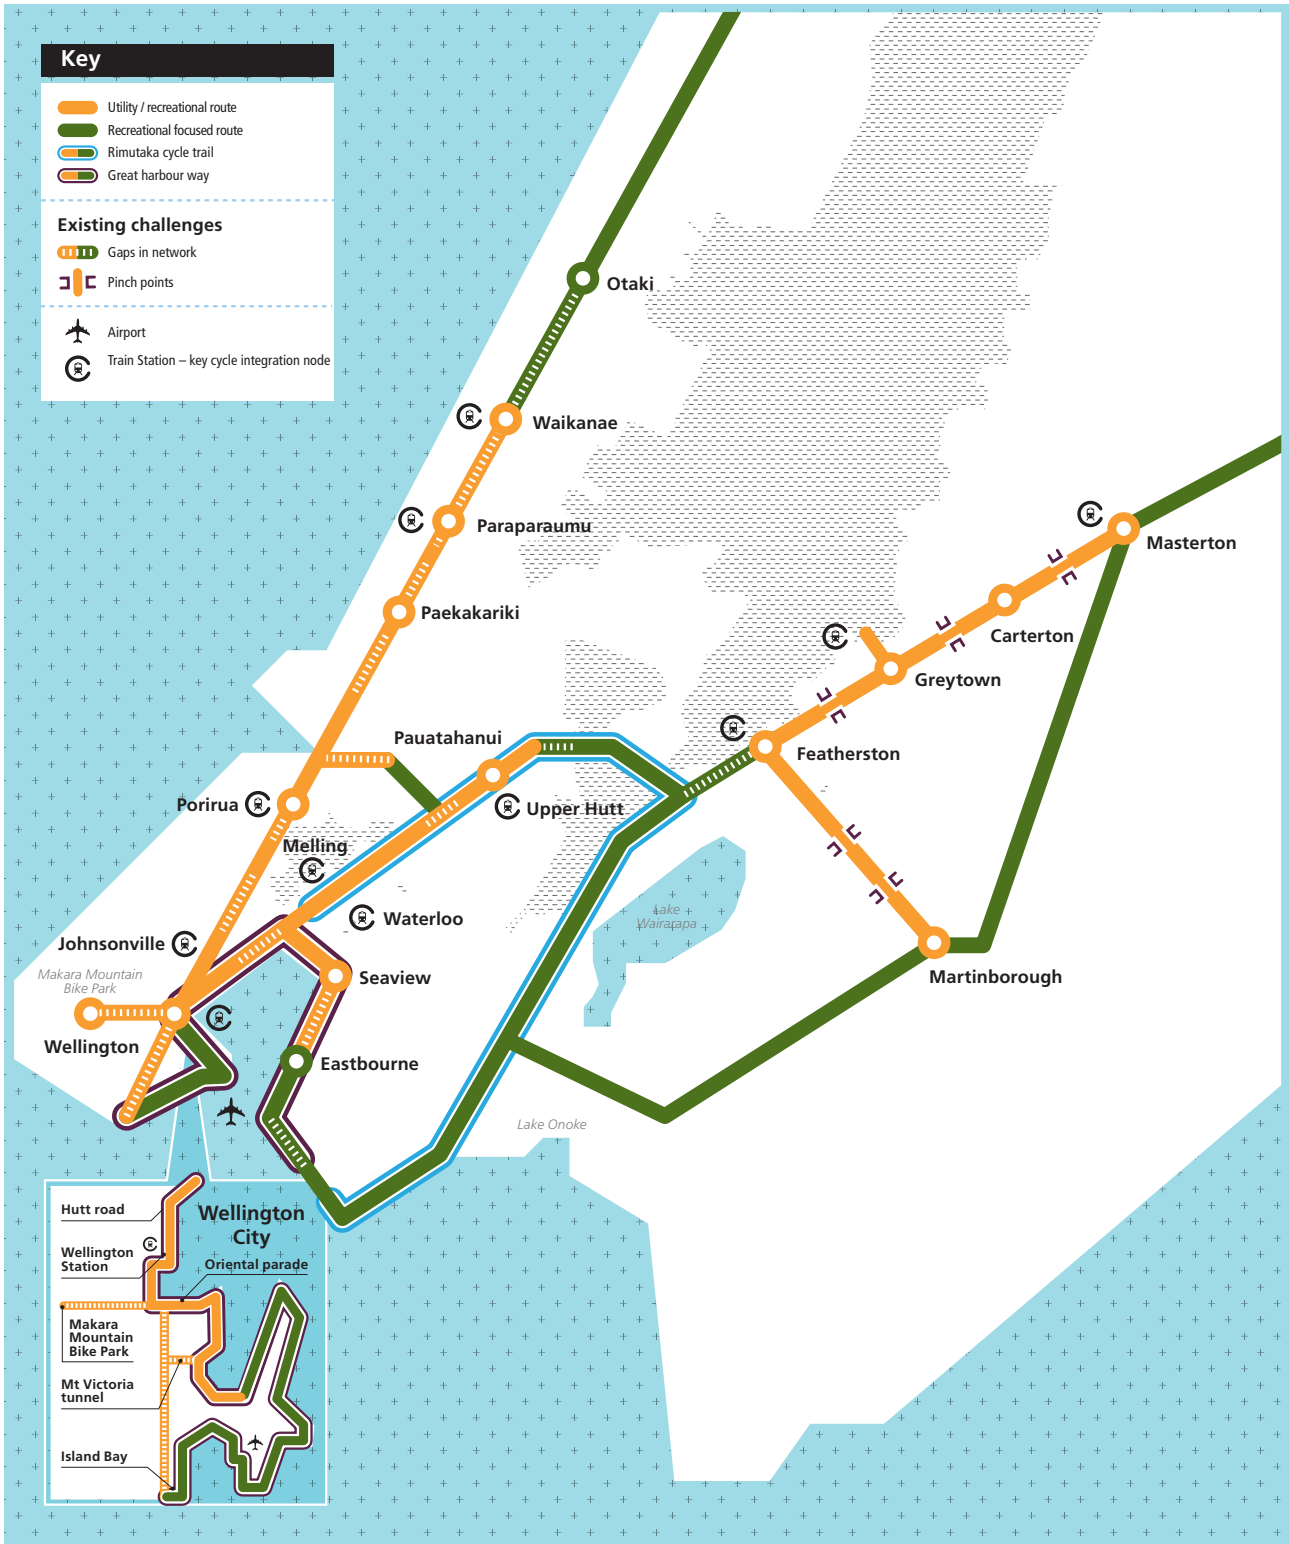 Key
Utility / recreational route
Recreational focused route
Rimutaka cycle trail
Great harbour way
Existing challenges
Gaps in network
Pinch points
Airport
Train Station – key cycle integration node
Otaki
Waikanae
Paraparaumu
Paekakariki
Masterton
Carterton
Greytown
Featherston
Pauatahanui
Porirua
Upper Hutt
Melling
Waterloo
Lake
Wairarapa
Johnsonville
Seaview
Martinborough
Makara Mountain
Bike Park
Wellington
Eastbourne
Lake Onoke
Wellington
City
Hutt road
Wellington
Station
Oriental parade
Makara
Mountain
Bike Park
Mt Victoria
tunnel
Island Bay